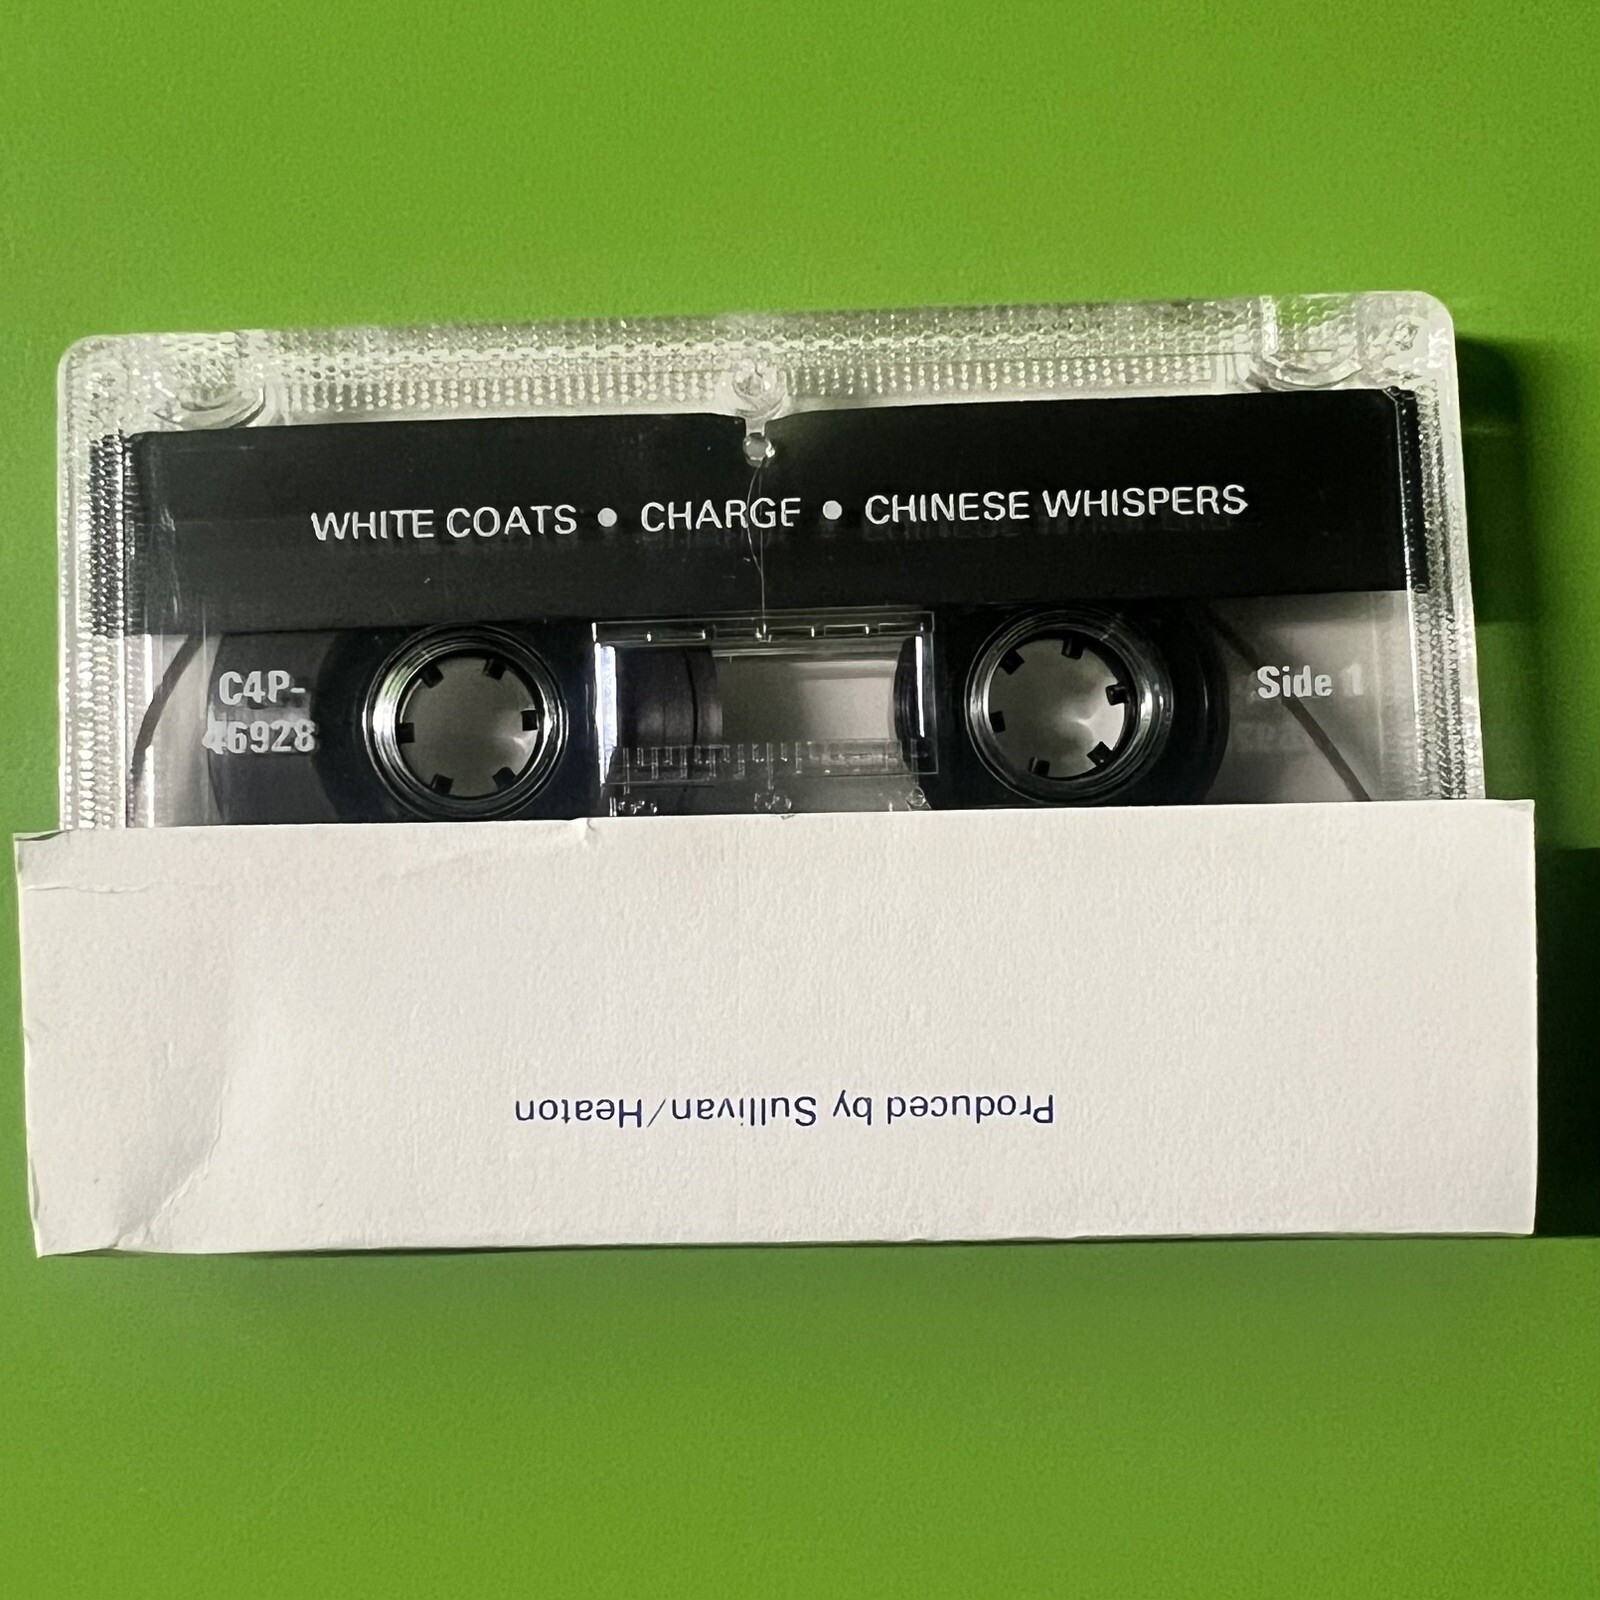 WHITE COATS • CHARGE • CHINESE WHISPERS
C4P-
46928
Side 1
Produced by Sullivan/Heaton